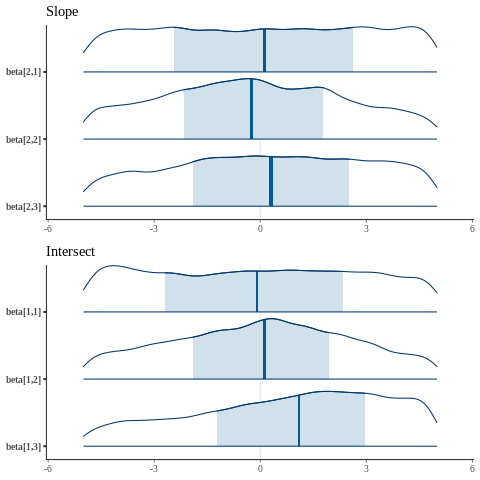 Slope
beta[2,1]
beta[2,2]
beta[2,3]
-6 -3 0 3 6
Intersect
beta[1,1]
beta[1,2]
beta[1,3]
-6 -3 0 3 6